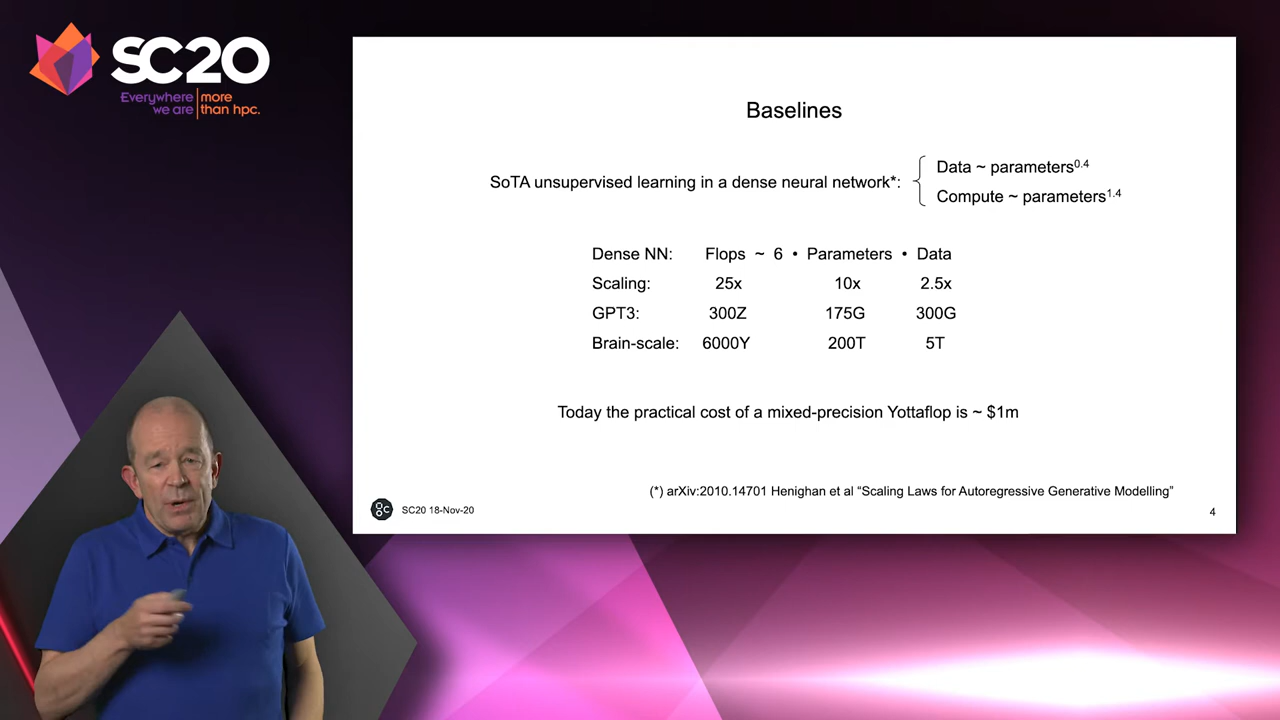 SC20
Everywhere we are | more than hpc.
Baselines
SoTA unsupervised learning in a dense neural network*:
Data ~ parameters^0.4
Compute ~ parameters^1.4
Dense NN: Flops ~ 6 • Parameters • Data
Scaling: 25x 10x 2.5x
GPT3: 300Z 175G 300G
Brain-scale: 6000Y 200T 5T
Today the practical cost of a mixed-precision Yottaflop is ~ $1m
(*) arXiv:2010.14701 Henighan et al “Scaling Laws for Autoregressive Generative Modelling”
SC20 18-Nov-20
4